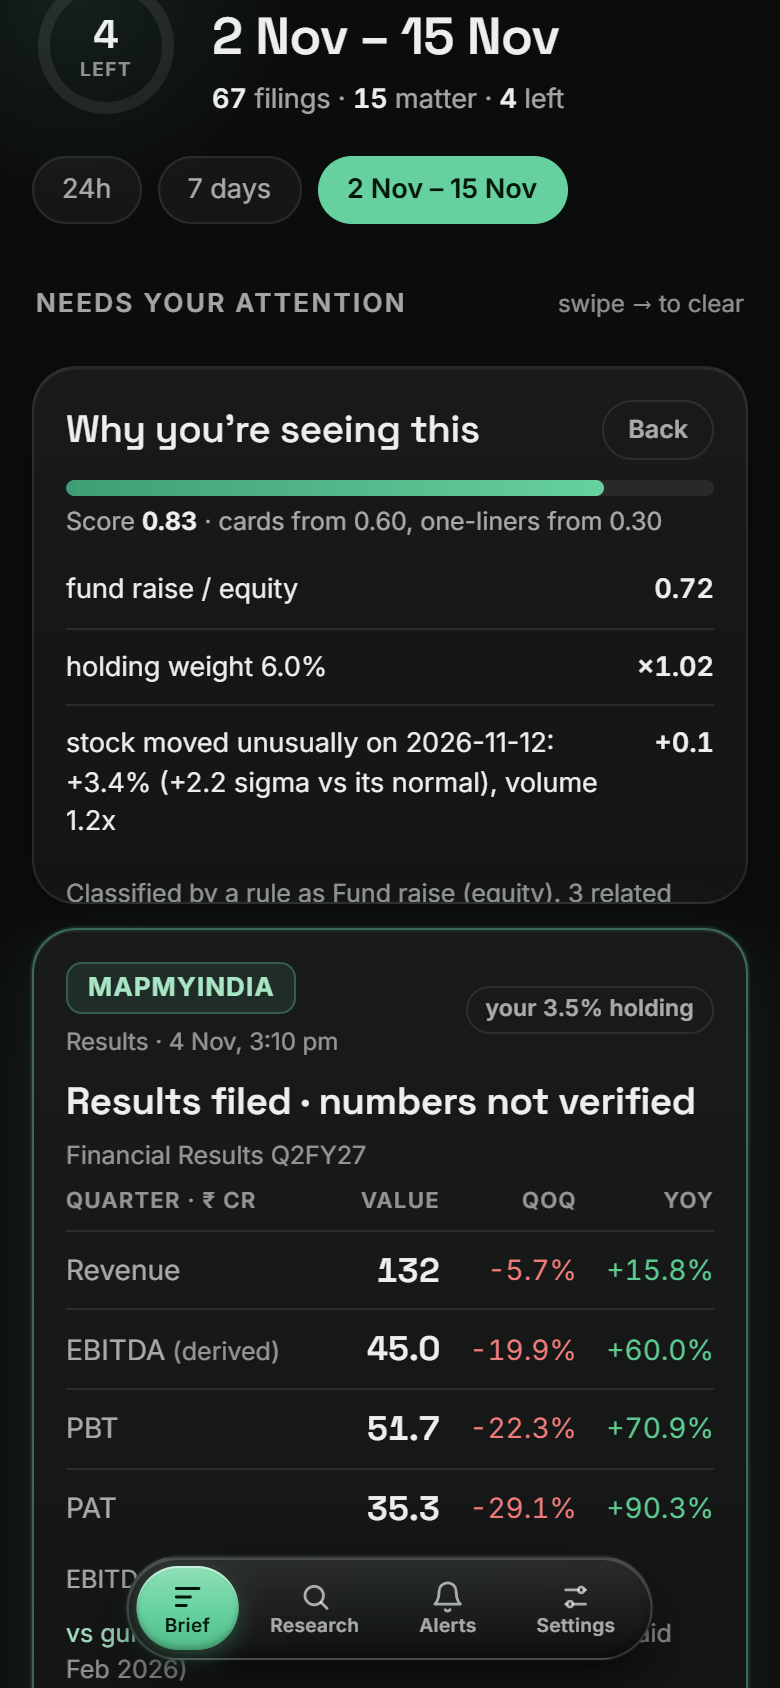 4
LEFT
2 Nov – 15 Nov
67 filings · 15 matter · 4 left
24h
7 days
2 Nov – 15 Nov
NEEDS YOUR ATTENTION
swipe → to clear
Why you're seeing this
Back
Score 0.83 · cards from 0.60, one-liners from 0.30
fund raise / equity 0.72
holding weight 6.0% ×1.02
stock moved unusually on 2026-11-12: +0.1
+3.4% (+2.2 sigma vs its normal), volume
1.2x
Classified by a rule as Fund raise (equity). 3 related
MAPMYINDIA
your 3.5% holding
Results · 4 Nov, 3:10 pm
Results filed · numbers not verified
Financial Results Q2FY27
QUARTER · ₹ CR VALUE QOQ YOY
Revenue 132 -5.7% +15.8%
EBITDA (derived) 45.0 -19.9% +60.0%
PBT 51.7 -22.3% +70.9%
PAT 35.3 -29.1% +90.3%
vs
Feb 2026)
Brief
Research
Alerts
Settings